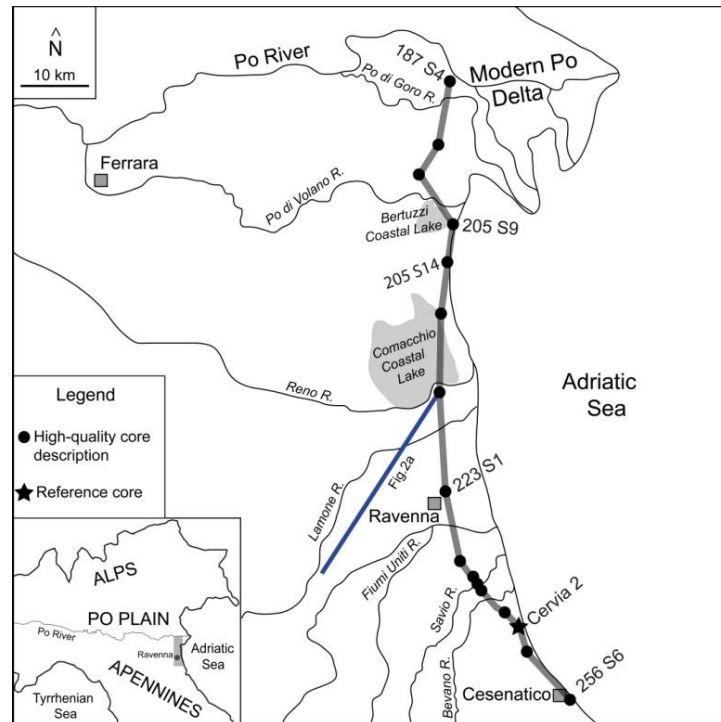 ^
N
10 km
Po River
187 S4
Modern Po
Delta
Po di Goro R.
Ferrara
Po di Volano R.
Bertuzzi
Coastal Lake
205 S9
205 S14
Comacchio
Coastal
Lake
Adriatic
Sea
Reno R.
Legend
High-quality core
description
Reference core
Lamone R.
Fig.2a
223 S1
Ravenna
Fiumi Uniti R.
Savio R.
Cervia 2
Bevano R.
256 S6
Cesenatico
ALPS
PO PLAIN
Po River
Ravenna
Adriatic
Sea
APENNINES
Tyrrhenian
Sea